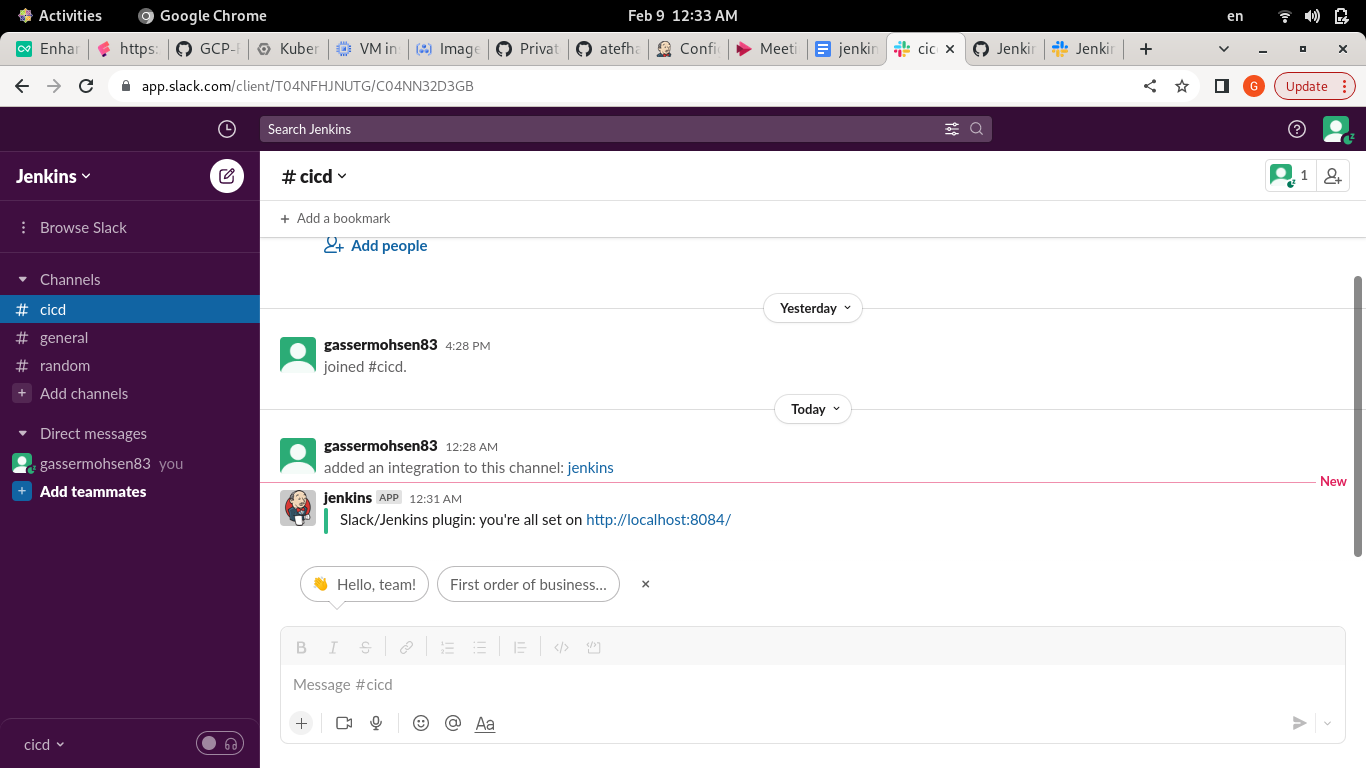 Activities Google Chrome Feb 9 12:33 AM en
Enhan https: GCP- Kuber VM in Image Privat atefha Confi Meeti jenkin cicd Jenkin Jenkin
app.slack.com/client/T04NFHJNUTG/C04NN32D3GB G Update
Search Jenkins
Jenkins
# cicd
1
Browse Slack
+ Add a bookmark
Add people
Channels
# cicd
# general
# random
+ Add channels
Direct messages
gassermohsen83 you
+ Add teammates
Yesterday
gassermohsen83 4:28 PM
joined #cicd.
Today
gassermohsen83 12:28 AM
added an integration to this channel: jenkins
New
jenkins APP 12:31 AM
Slack/Jenkins plugin: you're all set on http://localhost:8084/
Hello, team! First order of business...
B I S
Message #cicd
Aa
cicd